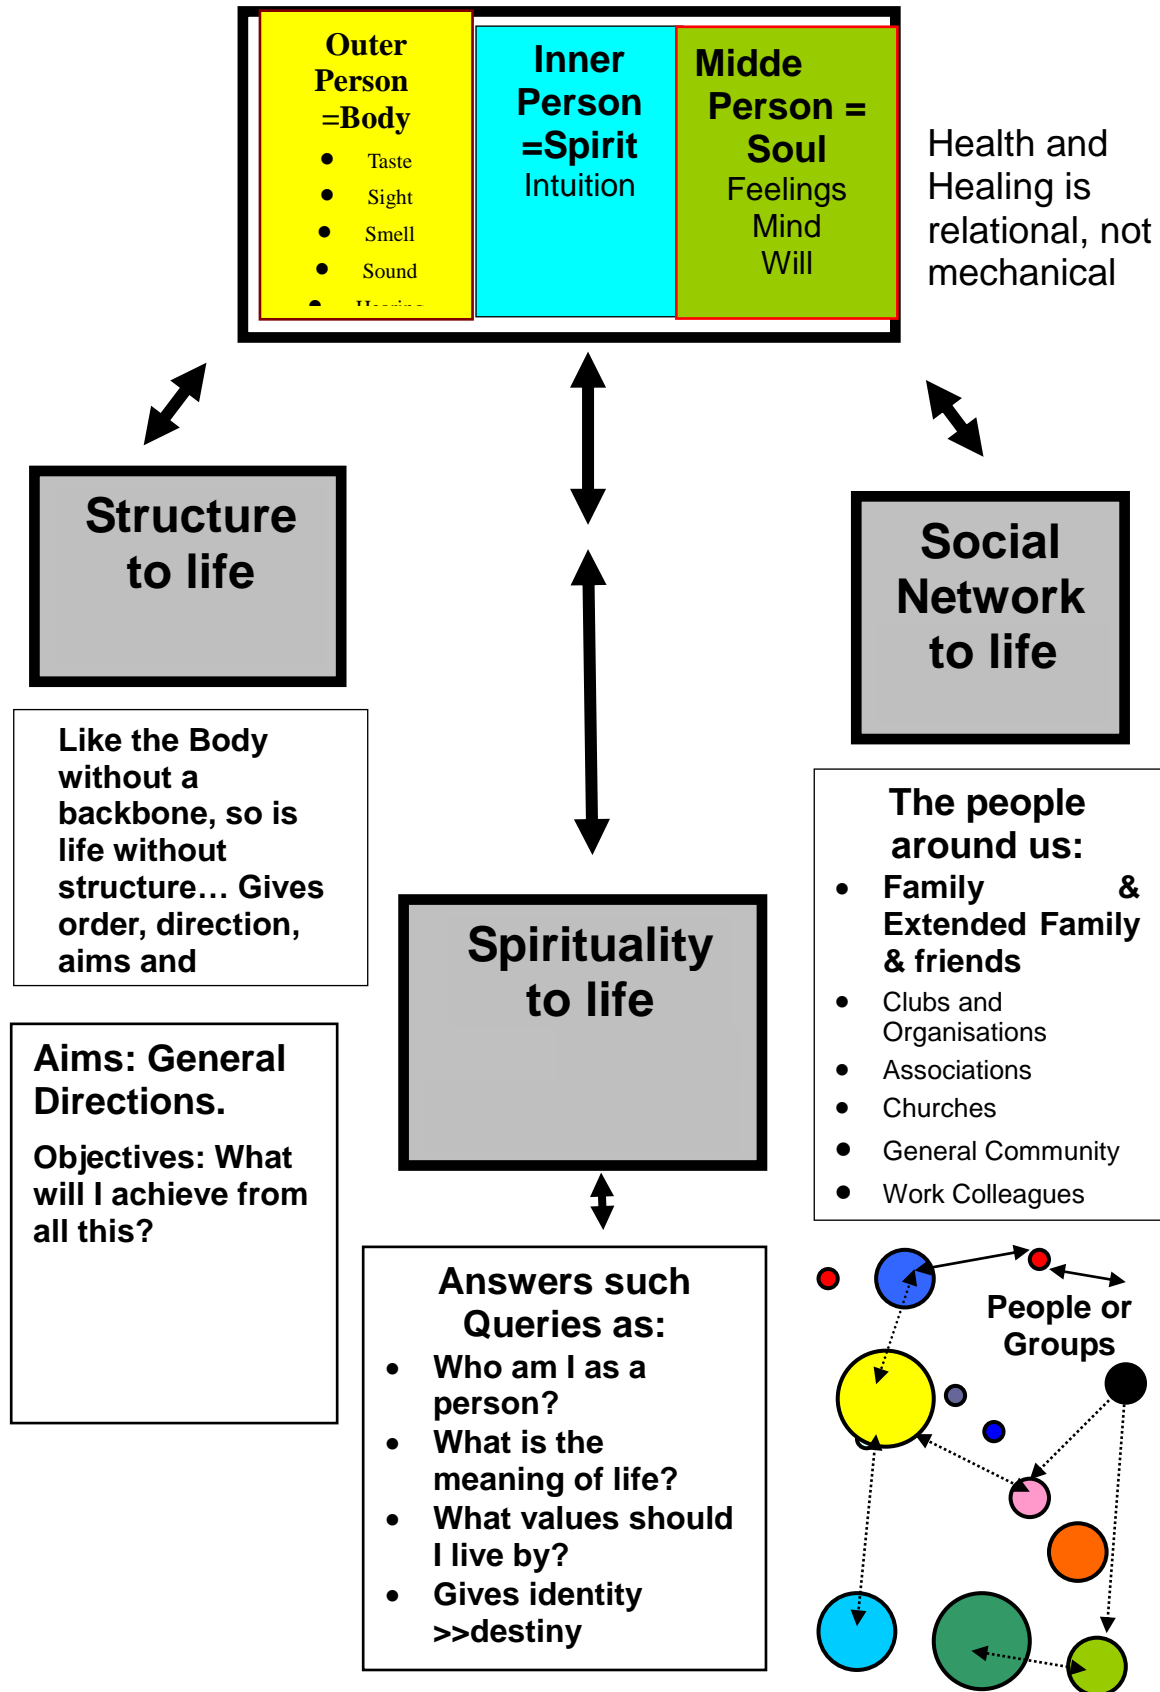 Outer
Person
=Body
• Taste
• Sight
• Smell
• Sound
Inner
Person
=Spirit
Intuition
Midde
Person =
Soul
Feelings
Mind
Will
Health and
Healing is
relational, not
mechanical
Structure
to life
Social
Network
to life
Like the Body
without a
backbone, so is
life without
structure… Gives
order, direction,
aims and
The people
around us:
• Family &
Extended Family
& friends
• Clubs and
Organisations
• Associations
• Churches
• General Community
• Work Colleagues
Spirituality
to life
Aims: General
Directions.
Objectives: What
will I achieve from
all this?
Answers such
Queries as:
• Who am I as a
person?
• What is the
meaning of life?
• What values should
I live by?
• Gives identity
>>destiny
People or
Groups